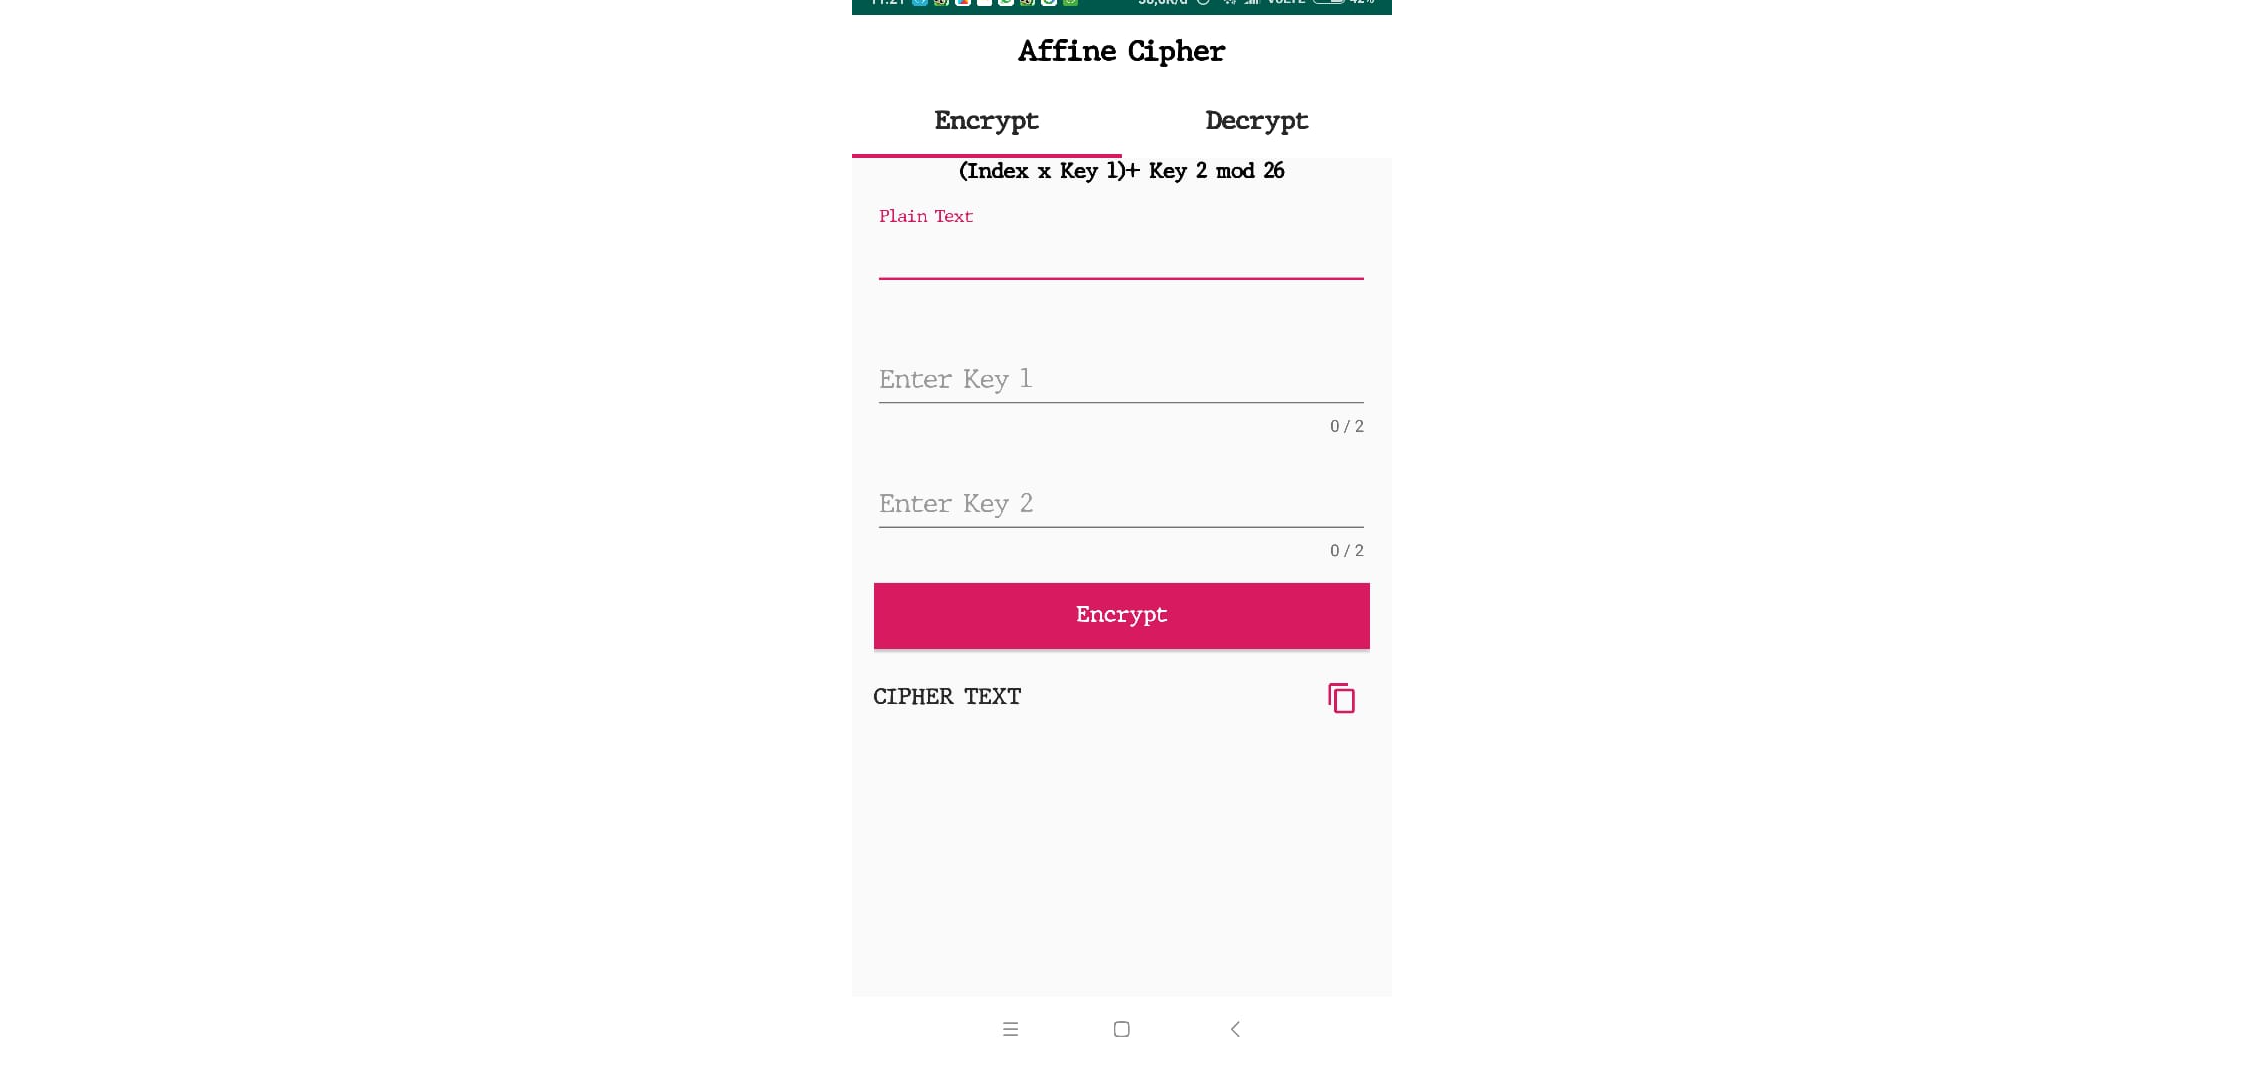 Affine Cipher
Encrypt Decrypt
(Index x Key 1)+ Key 2 mod 26
Plain Text
Enter Key 1
0 / 2
Enter Key 2
0 / 2
Encrypt
CIPHER TEXT